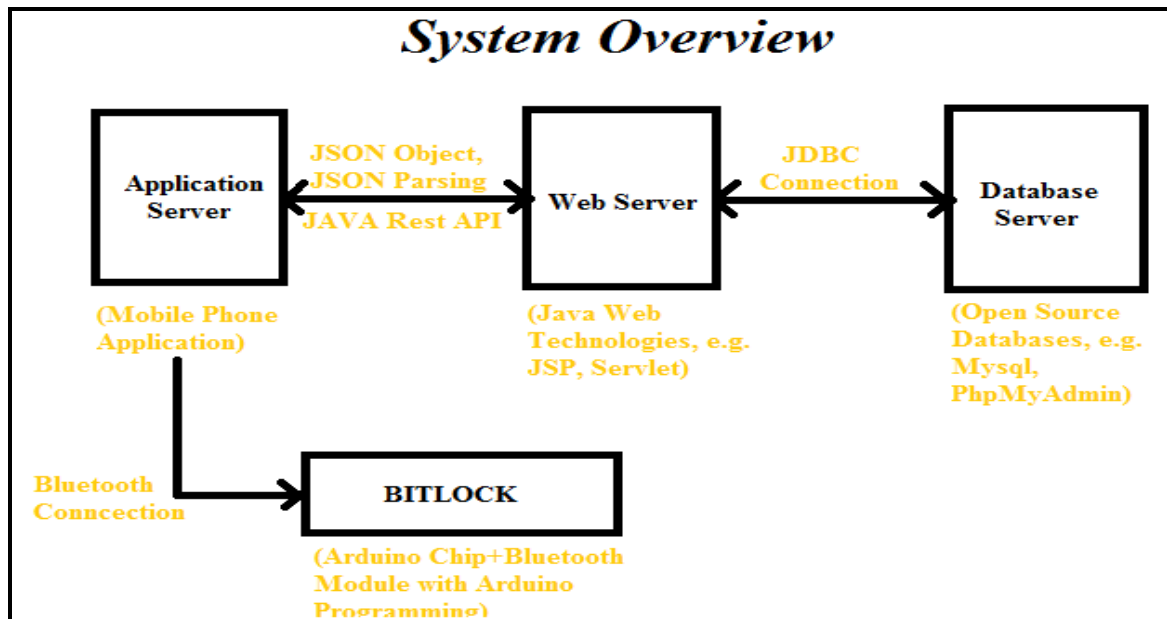 System Overview
Application
Server
JSON Object,
JSON Parsing
JAVA Rest API
Web Server
JDBC
Connection
Database
Server
(Mobile Phone
Application)
(Java Web
Technologies, e.g.
JSP, Servlet)
(Open Source
Databases, e.g.
Mysql,
PhpMyAdmin)
Bluetooth
Conncection
BITLOCK
(Arduino Chip+Bluetooth
Module with Arduino
Programming)